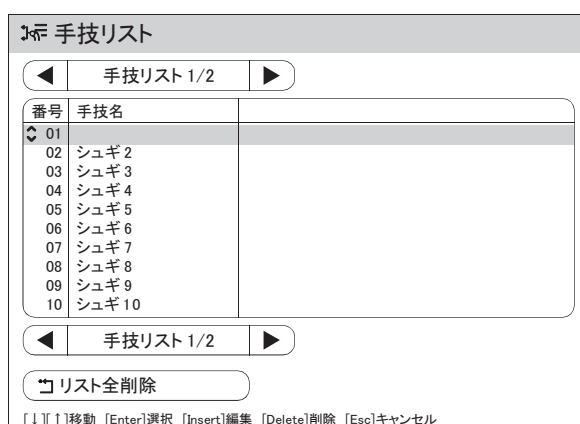 手技リスト
手技リスト 1/2
番号 手技名
01
02 シュギ 2
03 シュギ 3
04 シュギ 4
05 シュギ 5
06 シュギ 6
07 シュギ 7
08 シュギ 8
09 シュギ 9
10 シュギ 10
手技リスト 1/2
リスト全削除
[↓][↑]移動 [Enter]選択 [Insert]編集 [Delete]削除 [Esc]キャンセル